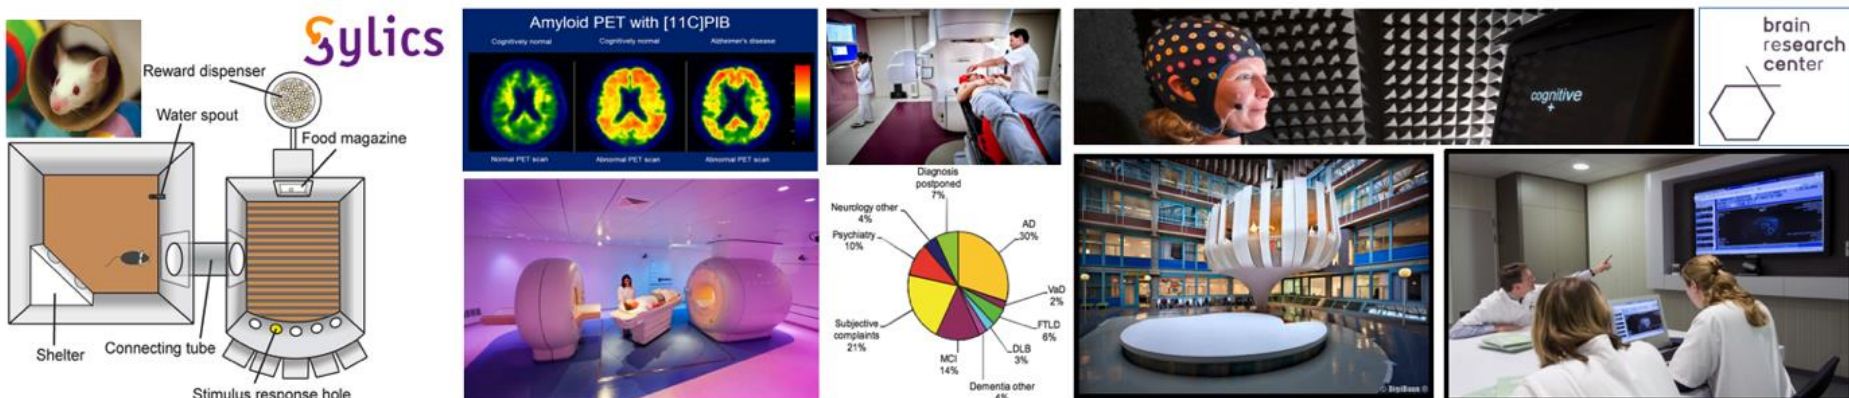 Sylics
Reward dispenser
Water spout
Food magazine
Shelter
Connecting tube
Stimulus response hole
Amyloid PET with [11C]PIB
Cognitively normal
Cognitively normal
Alzheimer's disease
Normal PET scan
Abnormal PET scan
Abnormal PET scan
Diagnosis
postponed
7%
Neurology other
4%
Psychiatry
10%
AD
30%
VaD
2%
FTLD
6%
DLB
3%
Subjective
complaints
21%
MCI
14%
Dementia other
4%
cognitive
+
brain
research
center